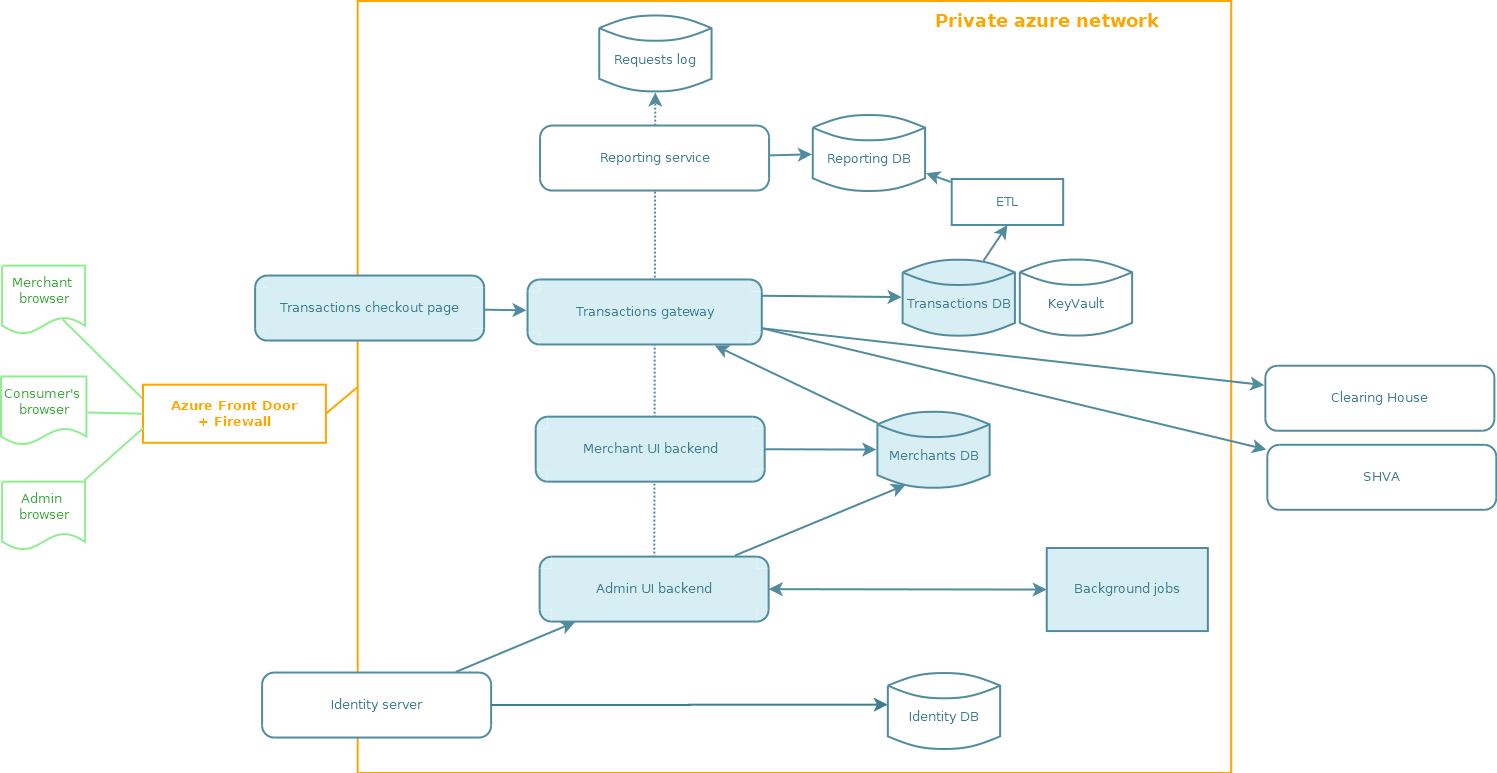 Private azure network
Requests log
Reporting service
Reporting DB
ETL
Merchant
browser
Transactions checkout page
Transactions gateway
Transactions DB
KeyVault
Consumer's
browser
Azure Front Door
+ Firewall
Clearing House
Merchant UI backend
Merchants DB
SHVA
Admin
browser
Admin UI backend
Background jobs
Identity server
Identity DB